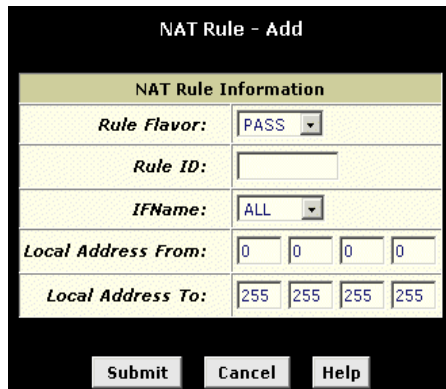 NAT Rule - Add
NAT Rule Information
Rule Flavor: PASS
Rule ID:
IFName: ALL
Local Address From: 0 0 0 0
Local Address To: 255 255 255 255
Submit Cancel Help